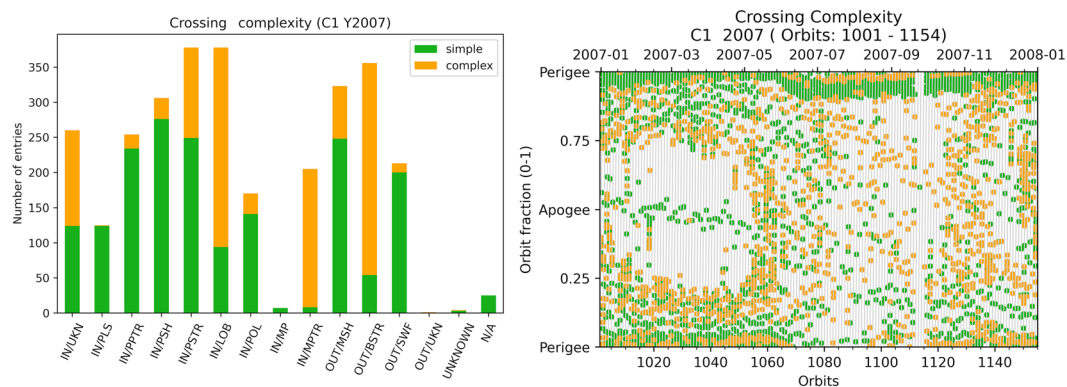 Crossing complexity (C1 Y2007)
simple
complex
Number of entries
350
300
250
200
150
100
50
0
IN/UKN
IN/PLS
IN/PPTR
IN/PSH
IN/PSTR
IN/LOB
IN/POL
IN/MP
IN/MPTR
OUT/MSH
OUT/BSTR
OUT/SWF
OUT/UKN
UNKNOWN
N/A
Crossing Complexity
C1 2007 ( Orbits: 1001 - 1154)
2007-01 2007-03 2007-05 2007-07 2007-09 2007-11 2008-01
Orbit fraction (0-1)
Perigee
0.75
Apogee
0.25
Perigee
1020 1040 1060 1080 1100 1120 1140
Orbits